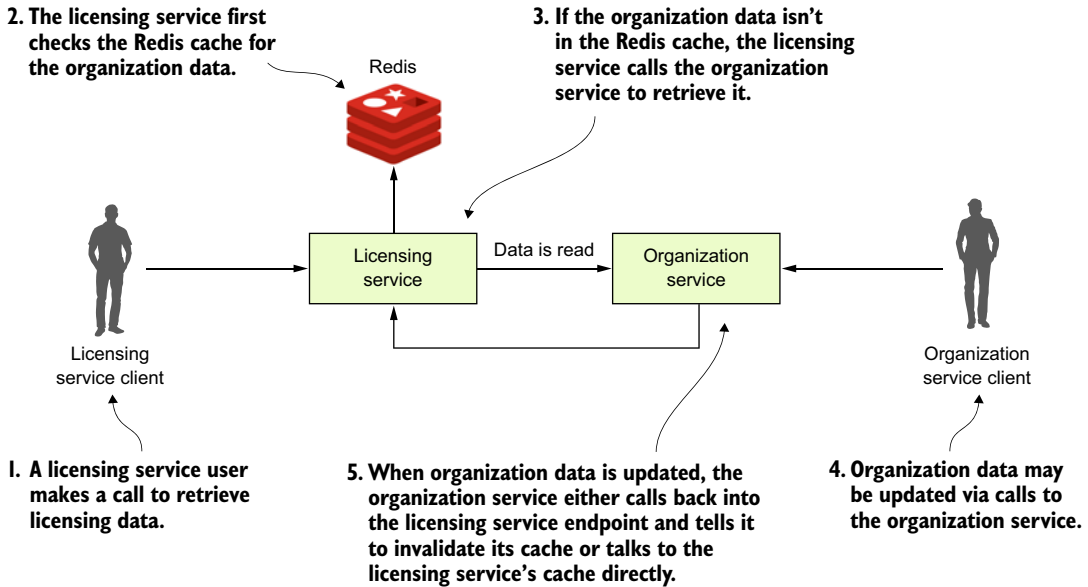 2. The licensing service first
checks the Redis cache for
the organization data.
3. If the organization data isn't
in the Redis cache, the licensing
service calls the organization
service to retrieve it.
Redis
Licensing
service
Data is read
Organization
service
Licensing
service client
Organization
service client
1. A licensing service user
makes a call to retrieve
licensing data.
5. When organization data is updated, the
organization service either calls back into
the licensing service endpoint and tells it
to invalidate its cache or talks to the
licensing service's cache directly.
4. Organization data may
be updated via calls to
the organization service.